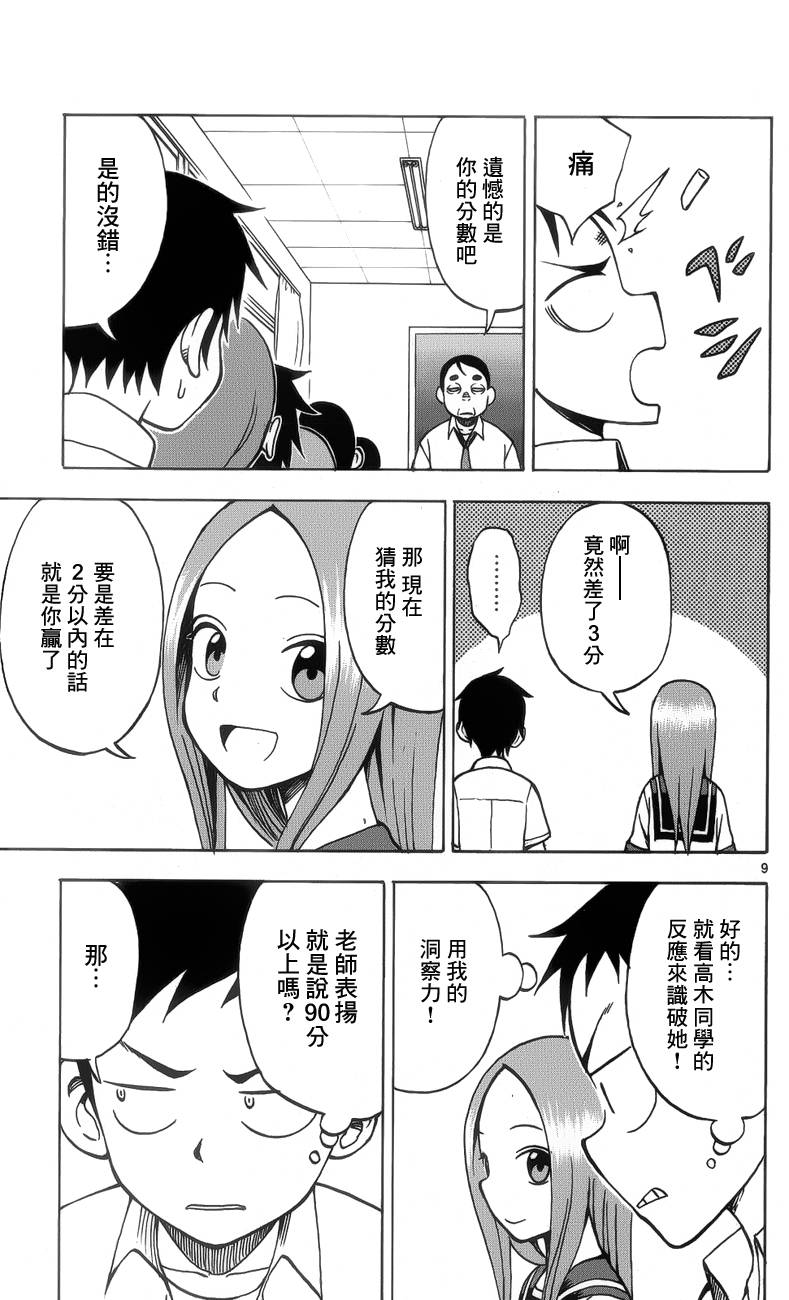 痛
ズビッ
遺憾的是
你的分數吧
是的沒錯…
啊——
竟然差了3分
………
那 現在
猜我的分數
要是差在
2分以內的話
就是你贏了
9
好的…
就看高木同學的
反應來識破她！
用我的
洞察力！
老師表揚
就是說90分
以上嗎？
那…